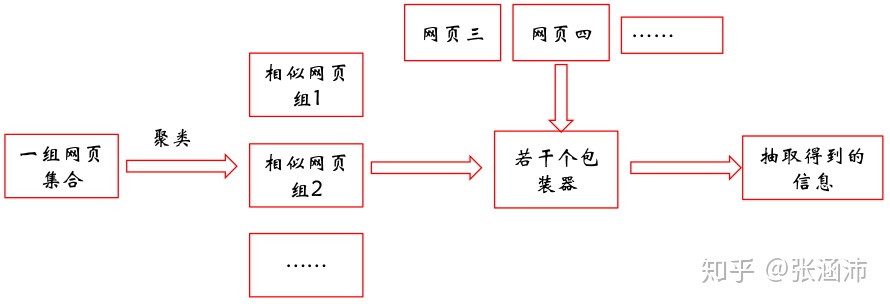 网页三
网页四
……
相似网页
组1
聚类
一组网页
集合
相似网页
组2
若干个包
装器
抽取得到的
信息
……
知乎 @张涵沛